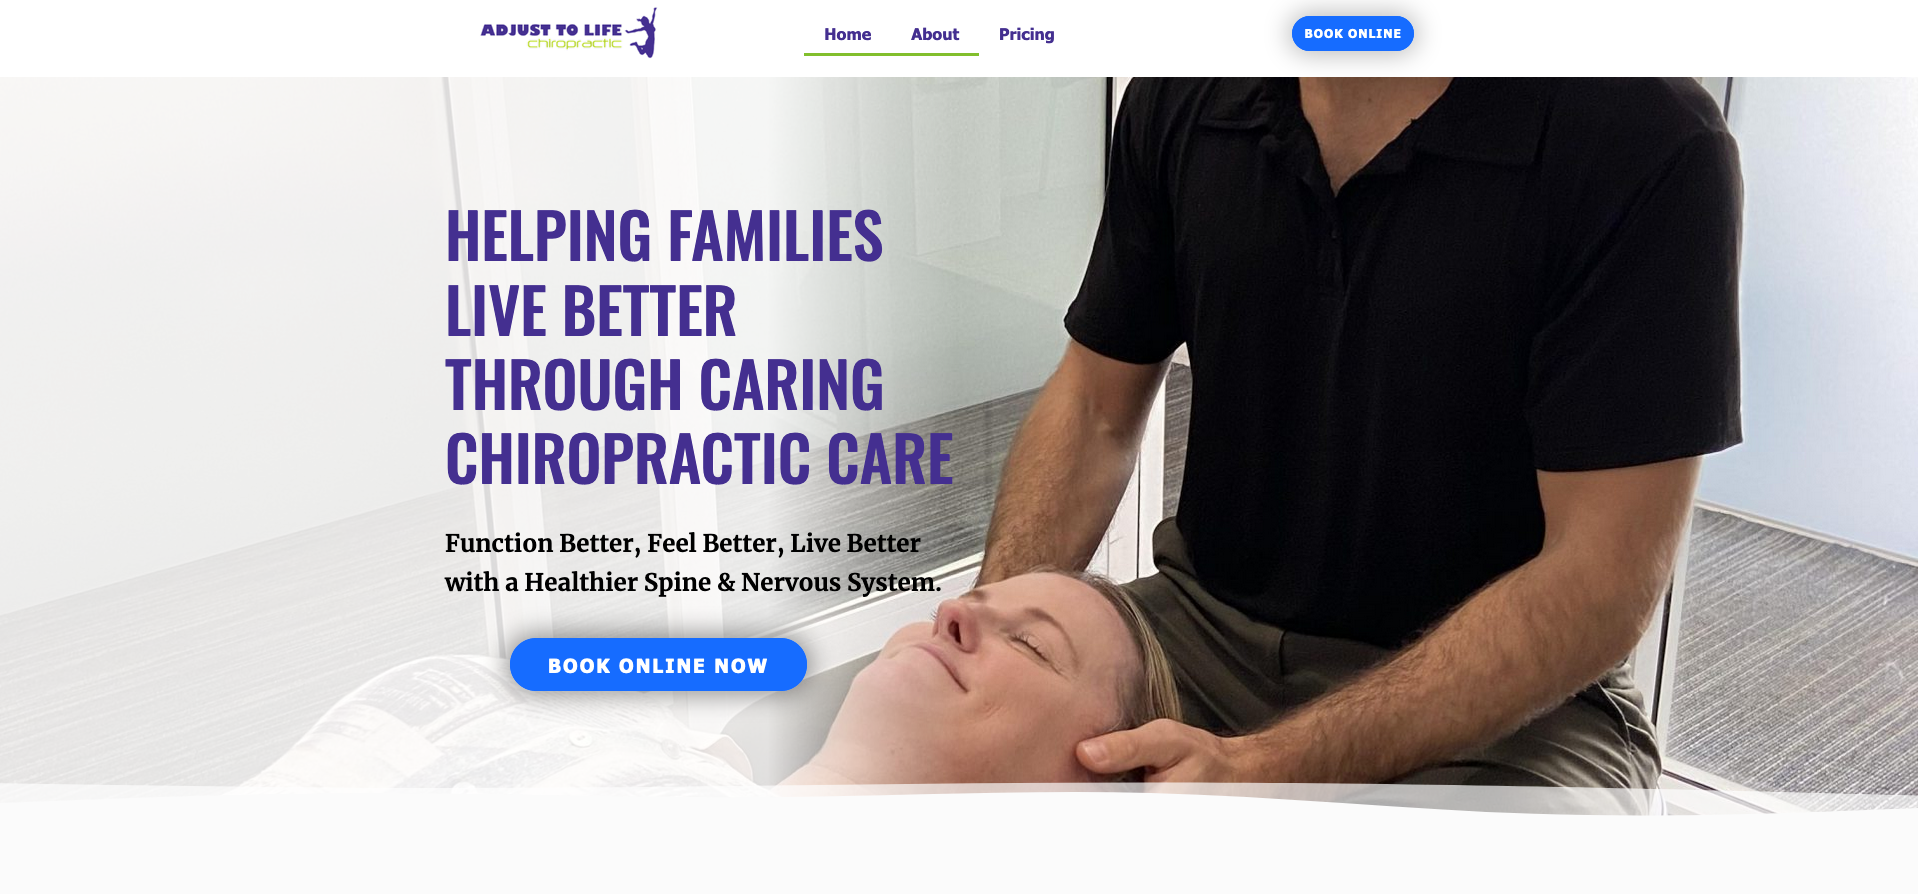 ADJUST TO LIFE
chiropractic
Home
About
Pricing
BOOK ONLINE
HELPING FAMILIES
LIVE BETTER
THROUGH CARING
CHIROPRACTIC CARE
Function Better, Feel Better, Live Better
with a Healthier Spine & Nervous System.
BOOK ONLINE NOW